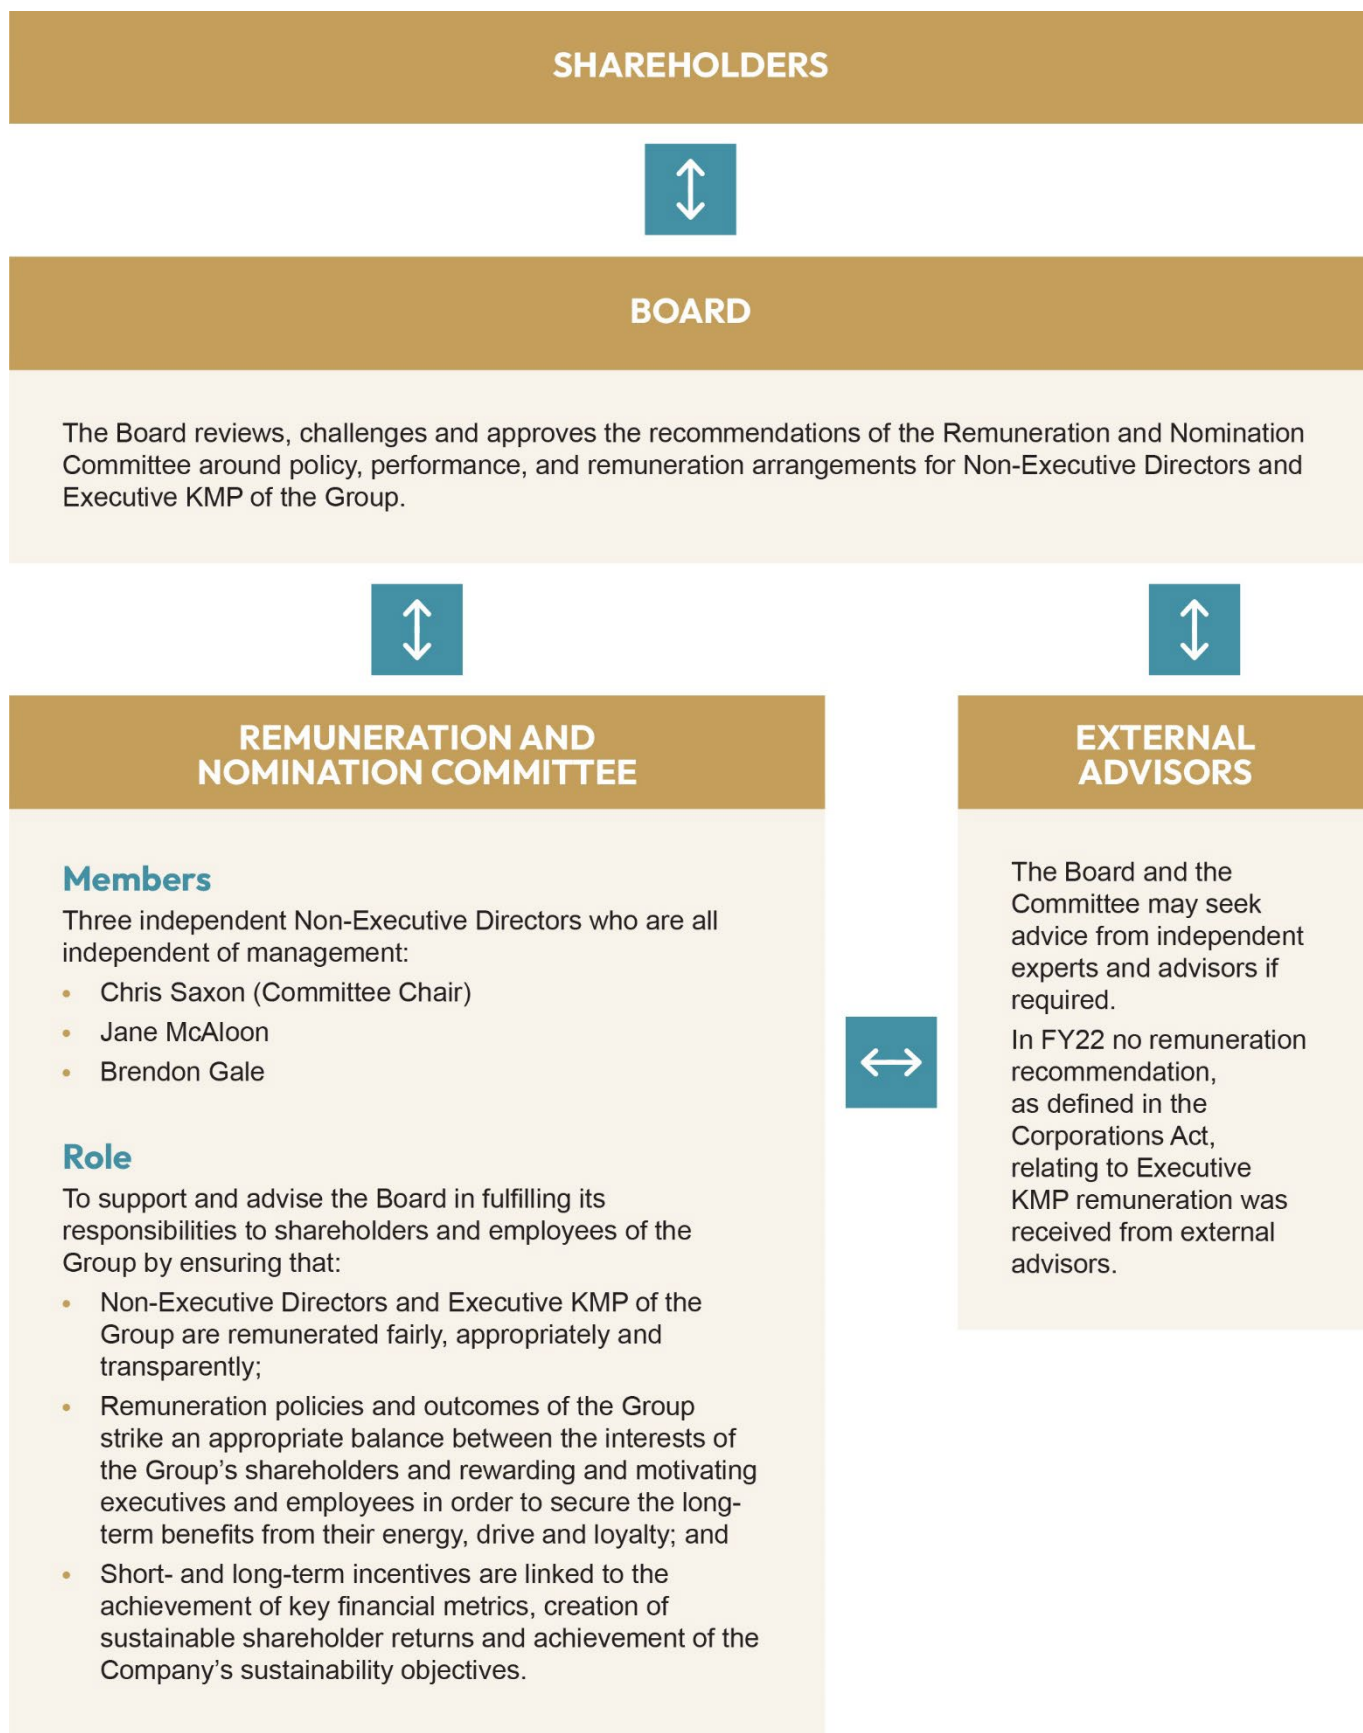 SHAREHOLDERS
BOARD
The Board reviews, challenges and approves the recommendations of the Remuneration and Nomination
Committee around policy, performance, and remuneration arrangements for Non-Executive Directors and
Executive KMP of the Group.
REMUNERATION AND
NOMINATION COMMITTEE
Members
Three independent Non-Executive Directors who are all
independent of management:
• Chris Saxon (Committee Chair)
• Jane McAloon
• Brendon Gale
Role
To support and advise the Board in fulfilling its
responsibilities to shareholders and employees of the
Group by ensuring that:
• Non-Executive Directors and Executive KMP of the
Group are remunerated fairly, appropriately and
transparently;
• Remuneration policies and outcomes of the Group
strike an appropriate balance between the interests of
the Group’s shareholders and rewarding and motivating
executives and employees in order to secure the long-
term benefits from their energy, drive and loyalty; and
• Short- and long-term incentives are linked to the
achievement of key financial metrics, creation of
sustainable shareholder returns and achievement of the
Company’s sustainability objectives.
EXTERNAL
ADVISORS
The Board and the
Committee may seek
advice from independent
experts and advisors if
required.
In FY22 no remuneration
recommendation,
as defined in the
Corporations Act,
relating to Executive
KMP remuneration was
received from external
advisors.